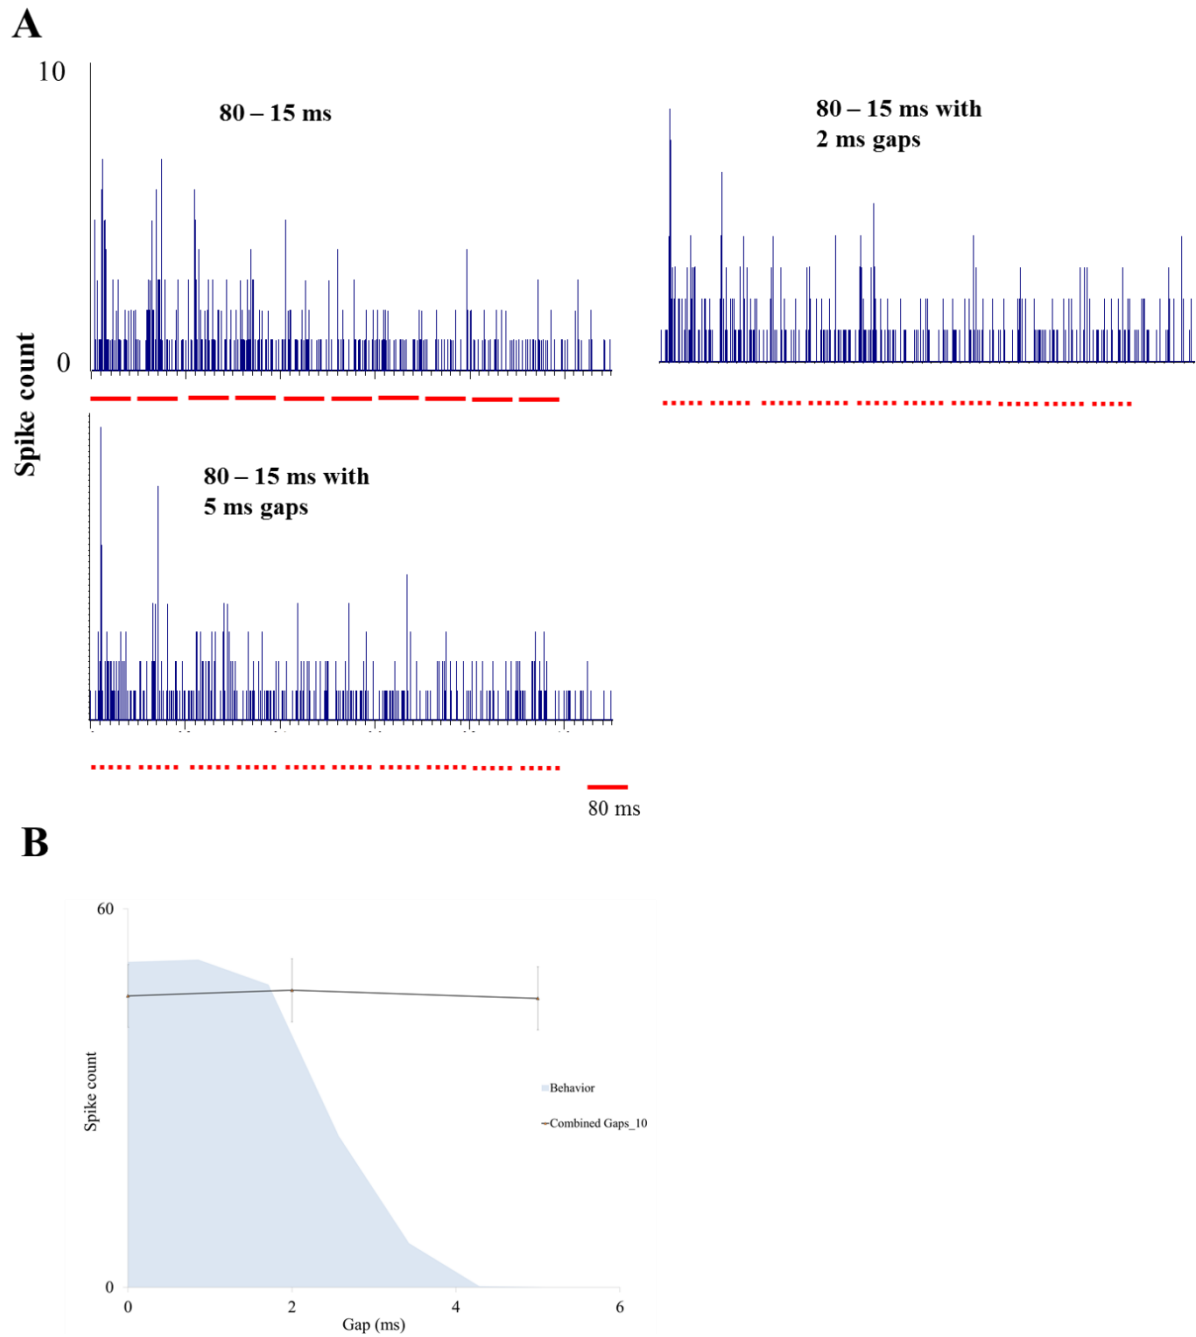 A
10
80 – 15 ms
80 – 15 ms with
2 ms gaps
0
Spike count
80 – 15 ms with
5 ms gaps
80 ms
B
60
Spike count
Behavior
Combined Gaps_10
0
0
2
4
6
Gap (ms)